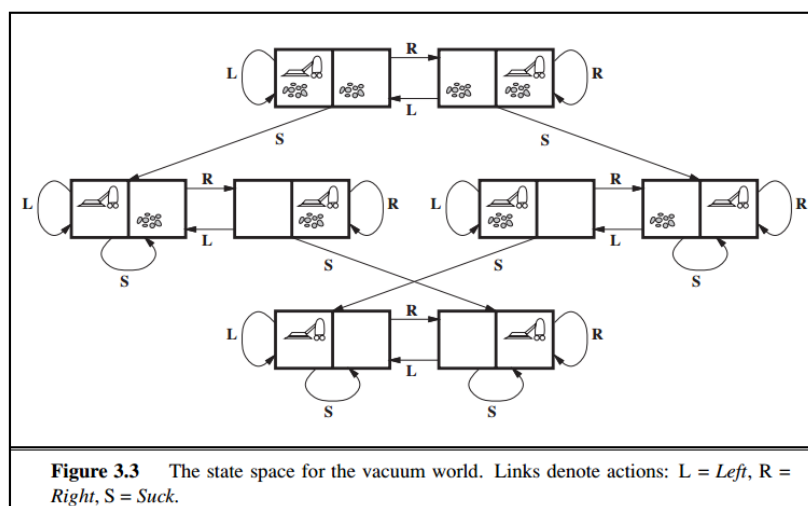 R
L R
L
S S
R R
L R L R
L L
S S S S
R
L R
L
S S
Figure 3.3 The state space for the vacuum world. Links denote actions: L = Left, R =
Right, S = Suck.